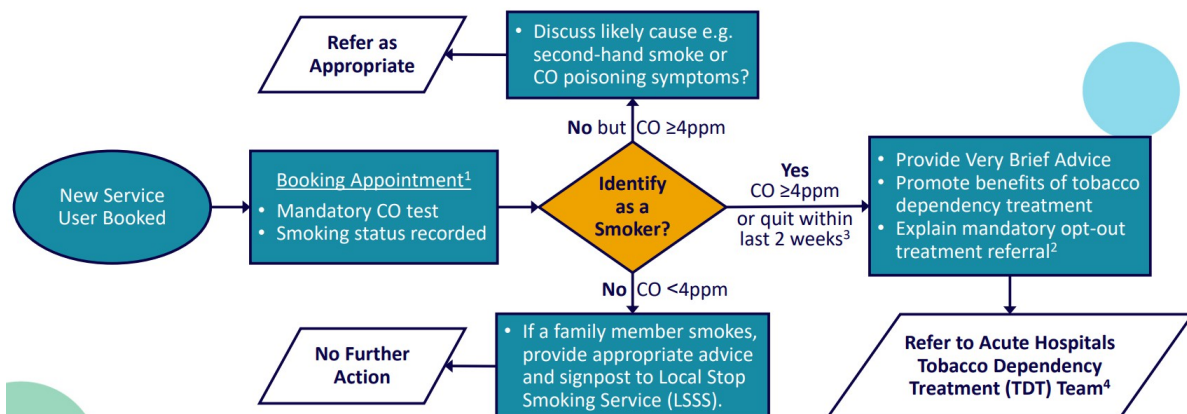 Refer as
Appropriate
• Discuss likely cause e.g.
second-hand smoke or
CO poisoning symptoms?
No but CO ≥4ppm
New Service
User Booked
Booking Appointment¹
• Mandatory CO test
• Smoking status recorded
Identify
as a
Smoker?
Yes
CO ≥4ppm
or quit within
last 2 weeks³
• Provide Very Brief Advice
• Promote benefits of tobacco
dependency treatment
• Explain mandatory opt-out
treatment referral²
No CO <4ppm
No Further
Action
• If a family member smokes,
provide appropriate advice
and signpost to Local Stop
Smoking Service (LSSS).
Refer to Acute Hospitals
Tobacco Dependency
Treatment (TDT) Team⁴